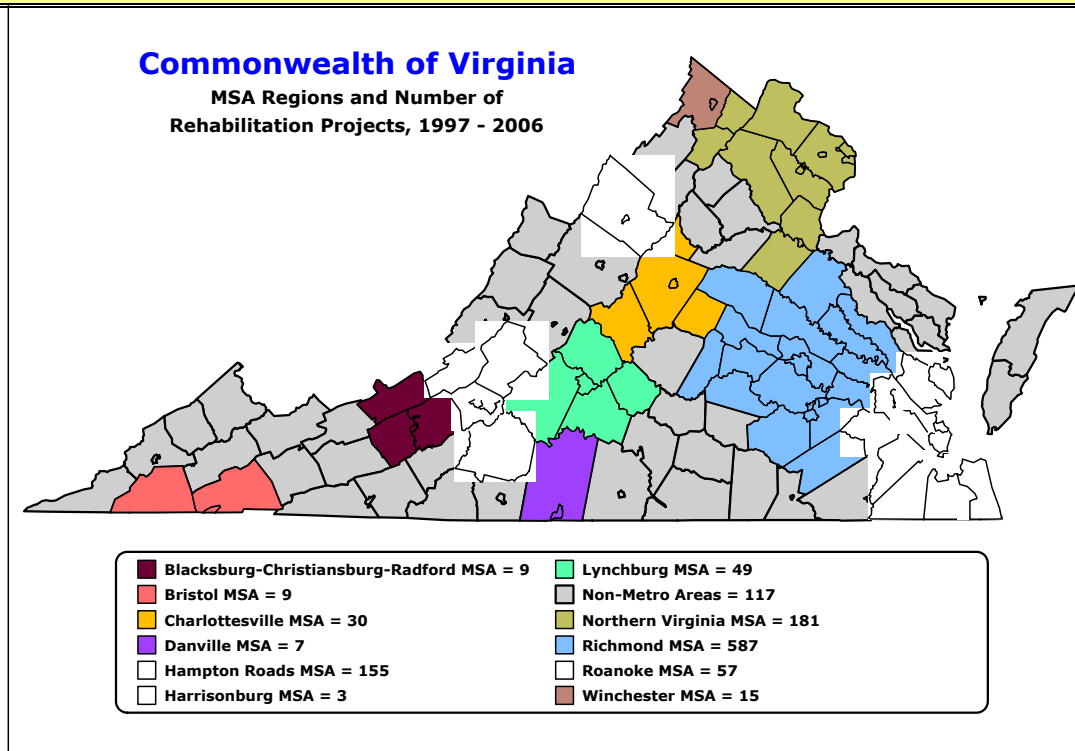 Commonwealth of Virginia
MSA Regions and Number of
Rehabilitation Projects, 1997 - 2006
Blacksburg-Christiansburg-Radford MSA = 9
Bristol MSA = 9
Charlottesville MSA = 30
Danville MSA = 7
Hampton Roads MSA = 155
Harrisonburg MSA = 3
Lynchburg MSA = 49
Non-Metro Areas = 117
Northern Virginia MSA = 181
Richmond MSA = 587
Roanoke MSA = 57
Winchester MSA = 15